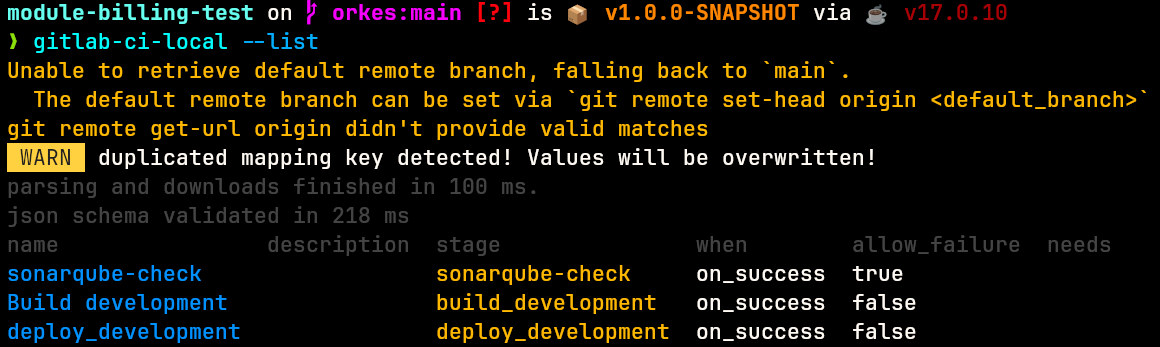 module-billing-test on orkes:main [?] is 📦 v1.0.0-SNAPSHOT via ☕ v17.0.10
❱ gitlab-ci-local --list
Unable to retrieve default remote branch, falling back to `main`.
  The default remote branch can be set via `git remote set-head origin <default_branch>`
git remote get-url origin didn't provide valid matches
WARN duplicated mapping key detected! Values will be overwritten!
parsing and downloads finished in 100 ms.
json schema validated in 218 ms
name                description  stage               when        allow_failure  needs
sonarqube-check                  sonarqube-check     on_success  true
Build development                build_development   on_success  false
deploy_development               deploy_development  on_success  false